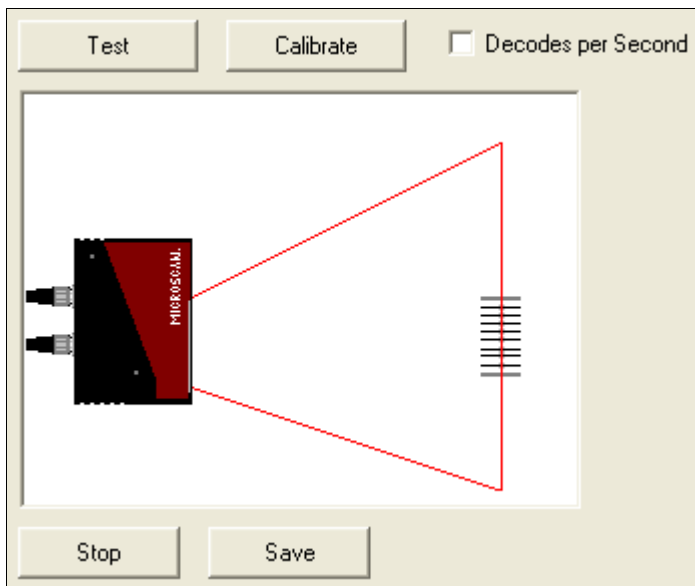 Test
Calibrate
Decodes per Second
MICROSCAN.
Stop
Save